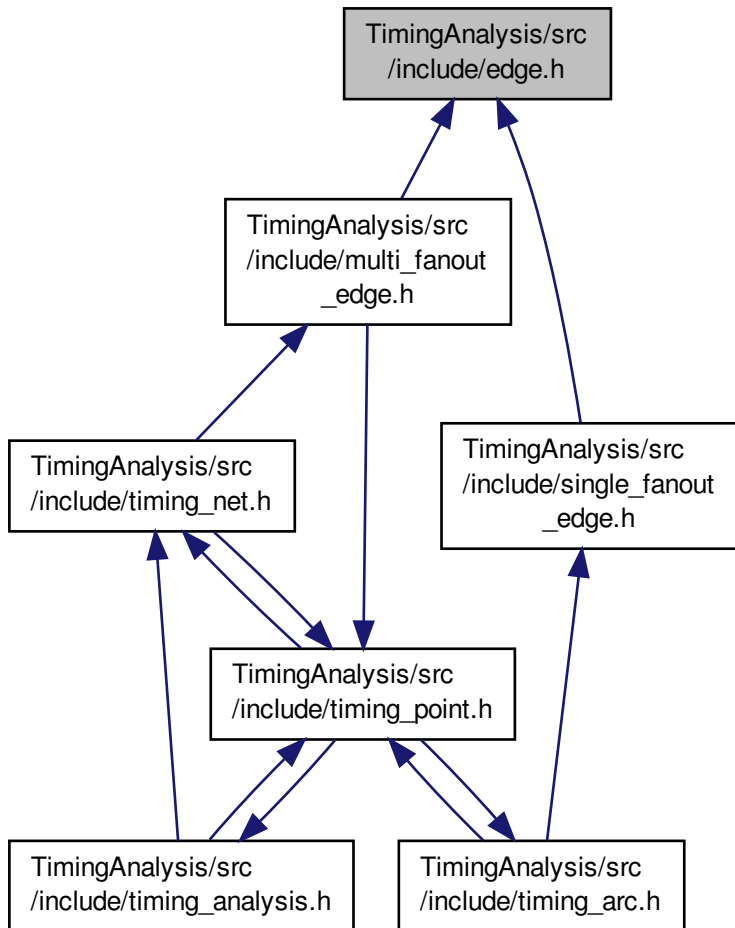 TimingAnalysis/src
/include/edge.h
TimingAnalysis/src
/include/multi_fanout
_edge.h
TimingAnalysis/src
/include/timing_net.h
TimingAnalysis/src
/include/single_fanout
_edge.h
TimingAnalysis/src
/include/timing_point.h
TimingAnalysis/src
/include/timing_analysis.h
TimingAnalysis/src
/include/timing_arc.h